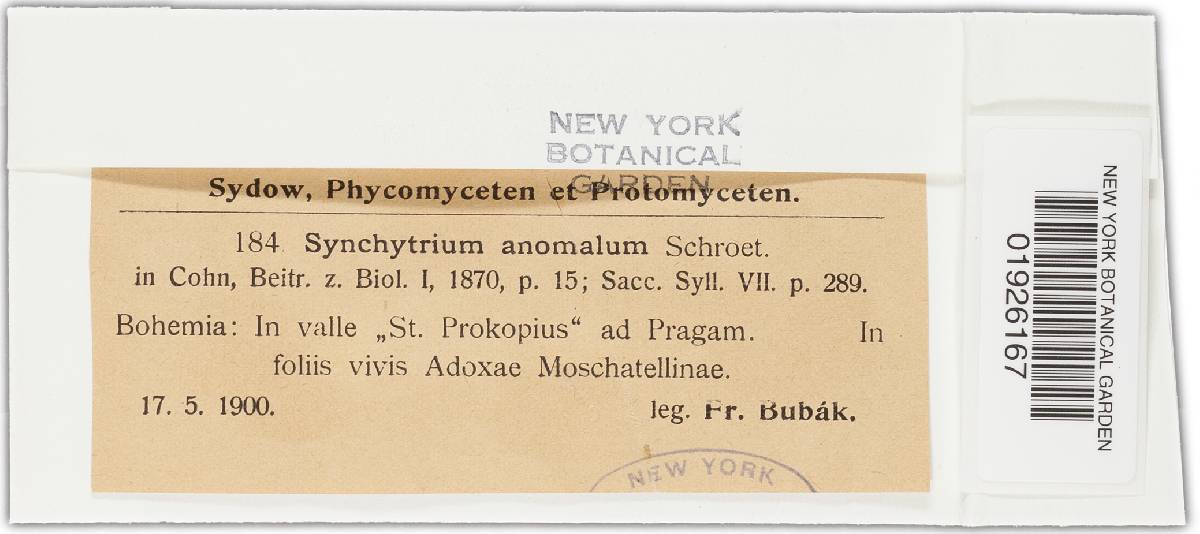 NEW YORK
BOTANICAL
GARDEN
Sydow, Phycomyceten et Protomyceten.
184. Synchytrium anomalum Schroet.
in Cohn, Beitr. z. Biol. I, 1870, p. 15; Sacc. Syll. VII. p. 289.
Bohemia: In valle „St. Prokopius“ ad Pragam. In
foliis vivis Adoxae Moschatellinae.
17. 5. 1900. leg. Fr. Bubák.
NEW YORK
NEW YORK BOTANICAL GARDEN
01926167